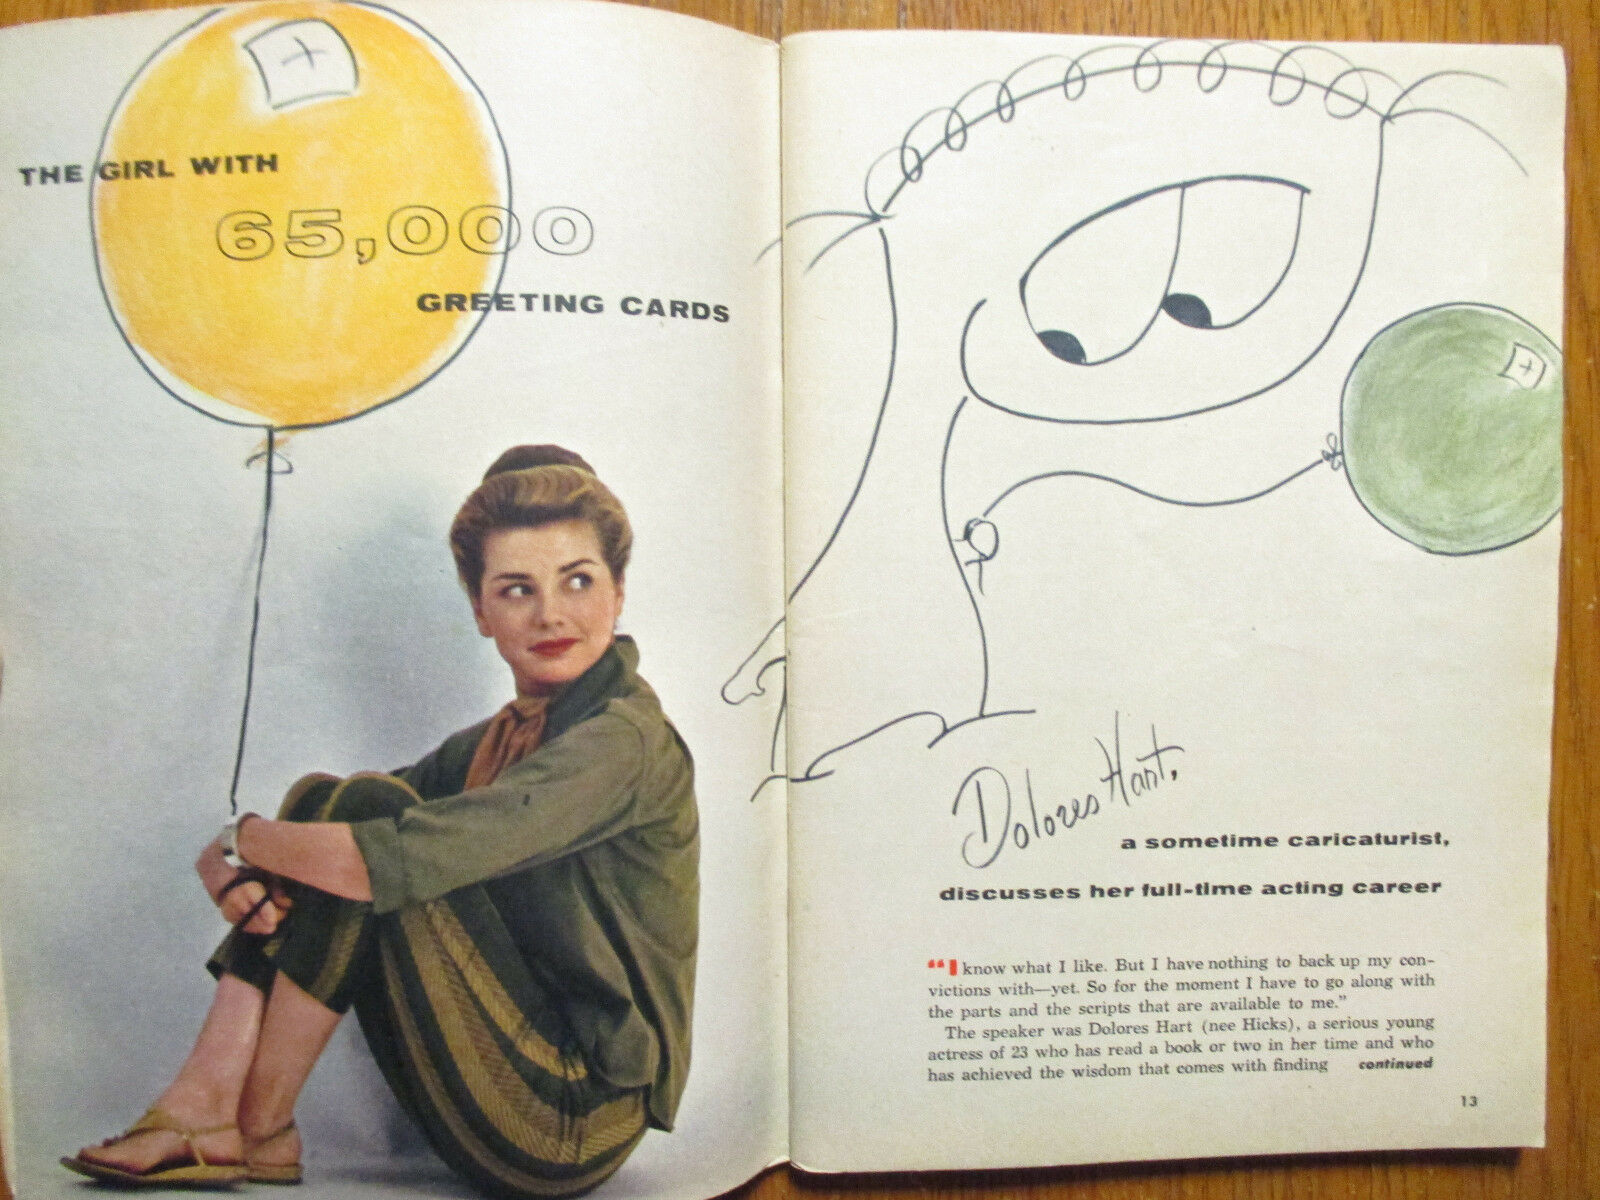 THE GIRL WITH
65,000
GREETING CARDS
Dolores Hart,
a sometime caricaturist,
discusses her full-time acting career
“I know what I like. But I have nothing to back up my con-
victions with—yet. So for the moment I have to go along with
the parts and the scripts that are available to me.”
The speaker was Dolores Hart (nee Hicks), a serious young
actress of 23 who has read a book or two in her time and who
has achieved the wisdom that comes with finding continued
13